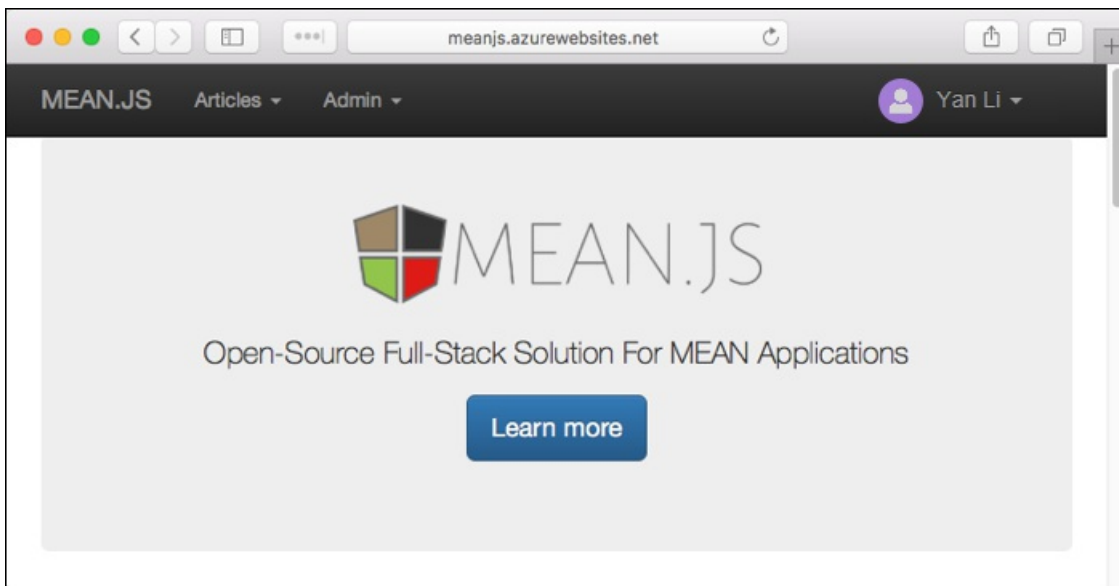 meanjs.azurewebsites.net
MEAN.JS Articles Admin Yan Li
MEAN.JS
Open-Source Full-Stack Solution For MEAN Applications
Learn more